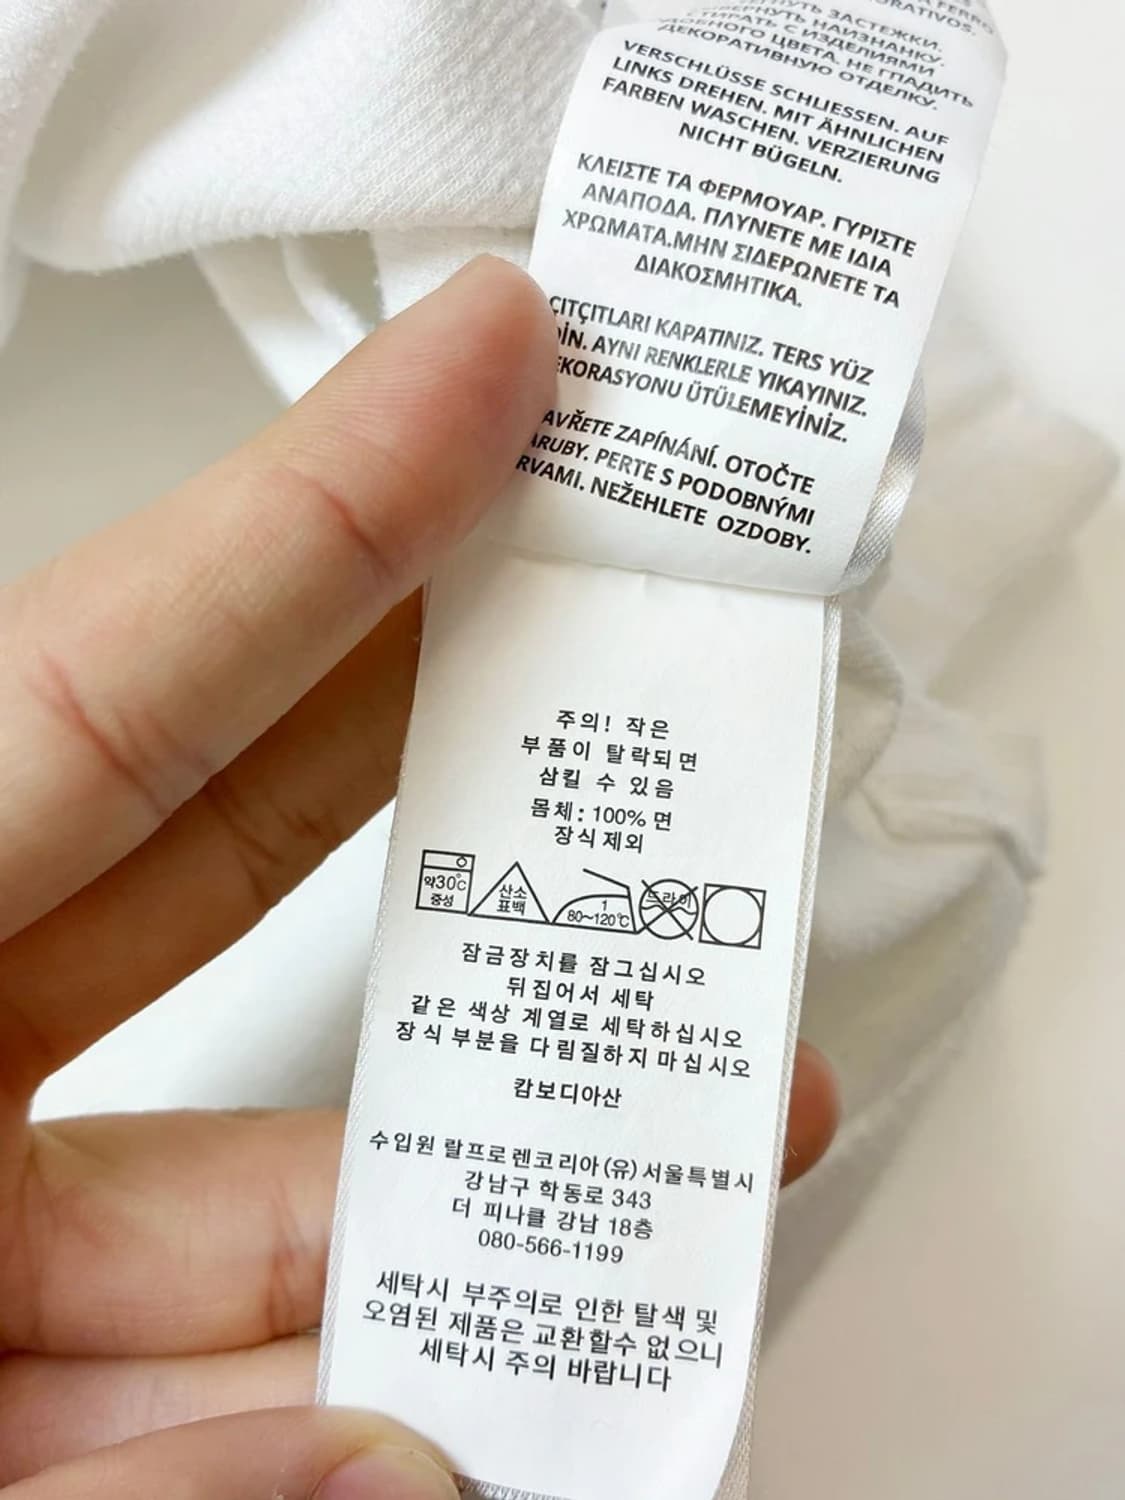 ORATIVOS.
ЗАСТЕЖКИ.
НАИЗНАНКУ.
СТИРАТЬ С ИЗДЕЛИЯМИ
ЦВЕТА. НЕ ГЛАДИТЬ
ДЕКОРАТИВНУЮ ОТДЕЛКУ.
VERSCHLÜSSE SCHLIESSEN. AUF
LINKS DREHEN. MIT ÄHNLICHEN
FARBEN WASCHEN. VERZIERUNG
NICHT BÜGELN.
ΚΛΕΙΣΤΕ ΤΑ ΦΕΡΜΟΥΑΡ. ΓΥΡΙΣΤΕ
ΑΝΑΠΟΔΑ. ΠΛΥΝΕΤΕ ΜΕ ΙΔΙΑ
ΧΡΩΜΑΤΑ.ΜΗΝ ΣΙΔΕΡΩΝΕΤΕ ΤΑ
ΔΙΑΚΟΣΜΗΤΙΚΑ.
ÇITÇITLARI KAPATINIZ. TERS YÜZ
İN. AYNI RENKLERLE YIKAYINIZ.
EKORASYONU ÜTÜLEMEYİNİZ.
AVŘETE ZAPÍNÁNÍ. OTOČTE
ARUBY. PERTE S PODOBNÝMI
RVAMI. NEŽEHLETE OZDOBY.
주의! 작은
부품이 탈락되면
삼킬 수 있음
몸체: 100% 면
장식 제외
약30℃
중성
산소
표백
1
80~120℃
드라이
잠금장치를 잠그십시오
뒤집어서 세탁
같은 색상 계열로 세탁하십시오
장식 부분을 다림질하지 마십시오
캄보디아산
수입원 랄프로렌코리아(유)서울특별시
강남구 학동로 343
더 피나클 강남 18층
080-566-1199
세탁시 부주의로 인한 탈색 및
오염된 제품은 교환할수 없으니
세탁시 주의 바랍니다